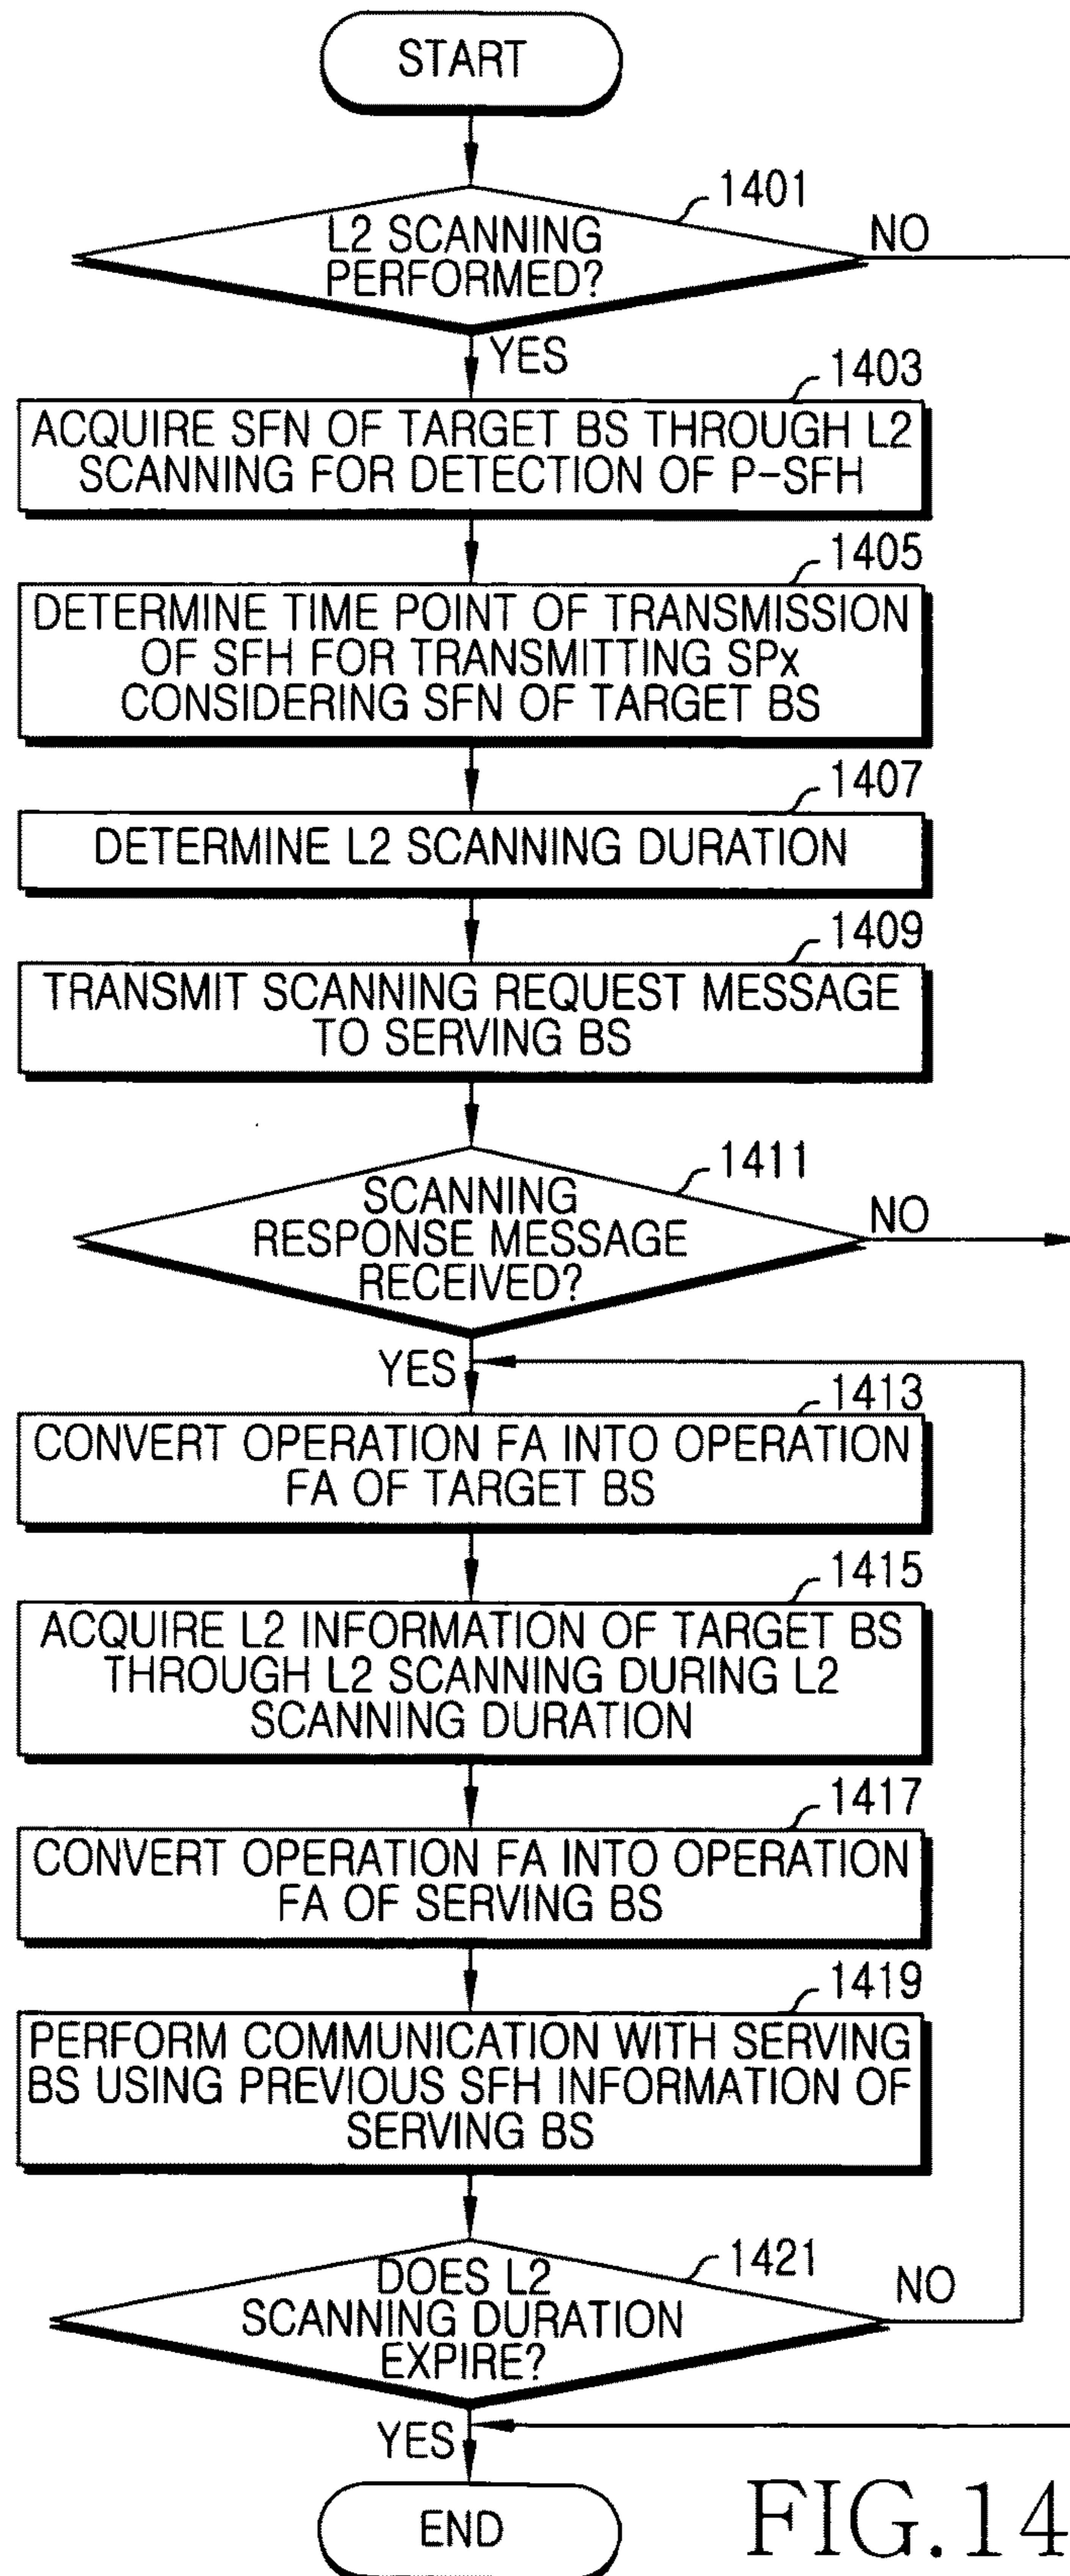 START
1401
L2 SCANNING
PERFORMED?
NO
YES
1403
ACQUIRE SFN OF TARGET BS THROUGH L2
SCANNING FOR DETECTION OF P-SFH
1405
DETERMINE TIME POINT OF TRANSMISSION
OF SFH FOR TRANSMITTING SPx
CONSIDERING SFN OF TARGET BS
1407
DETERMINE L2 SCANNING DURATION
1409
TRANSMIT SCANNING REQUEST MESSAGE
TO SERVING BS
1411
SCANNING
RESPONSE MESSAGE
RECEIVED?
NO
YES
1413
CONVERT OPERATION FA INTO OPERATION
FA OF TARGET BS
1415
ACQUIRE L2 INFORMATION OF TARGET BS
THROUGH L2 SCANNING DURING L2
SCANNING DURATION
1417
CONVERT OPERATION FA INTO OPERATION
FA OF SERVING BS
1419
PERFORM COMMUNICATION WITH SERVING
BS USING PREVIOUS SFH INFORMATION OF
SERVING BS
1421
DOES L2
SCANNING DURATION
EXPIRE?
NO
YES
END
FIG.14